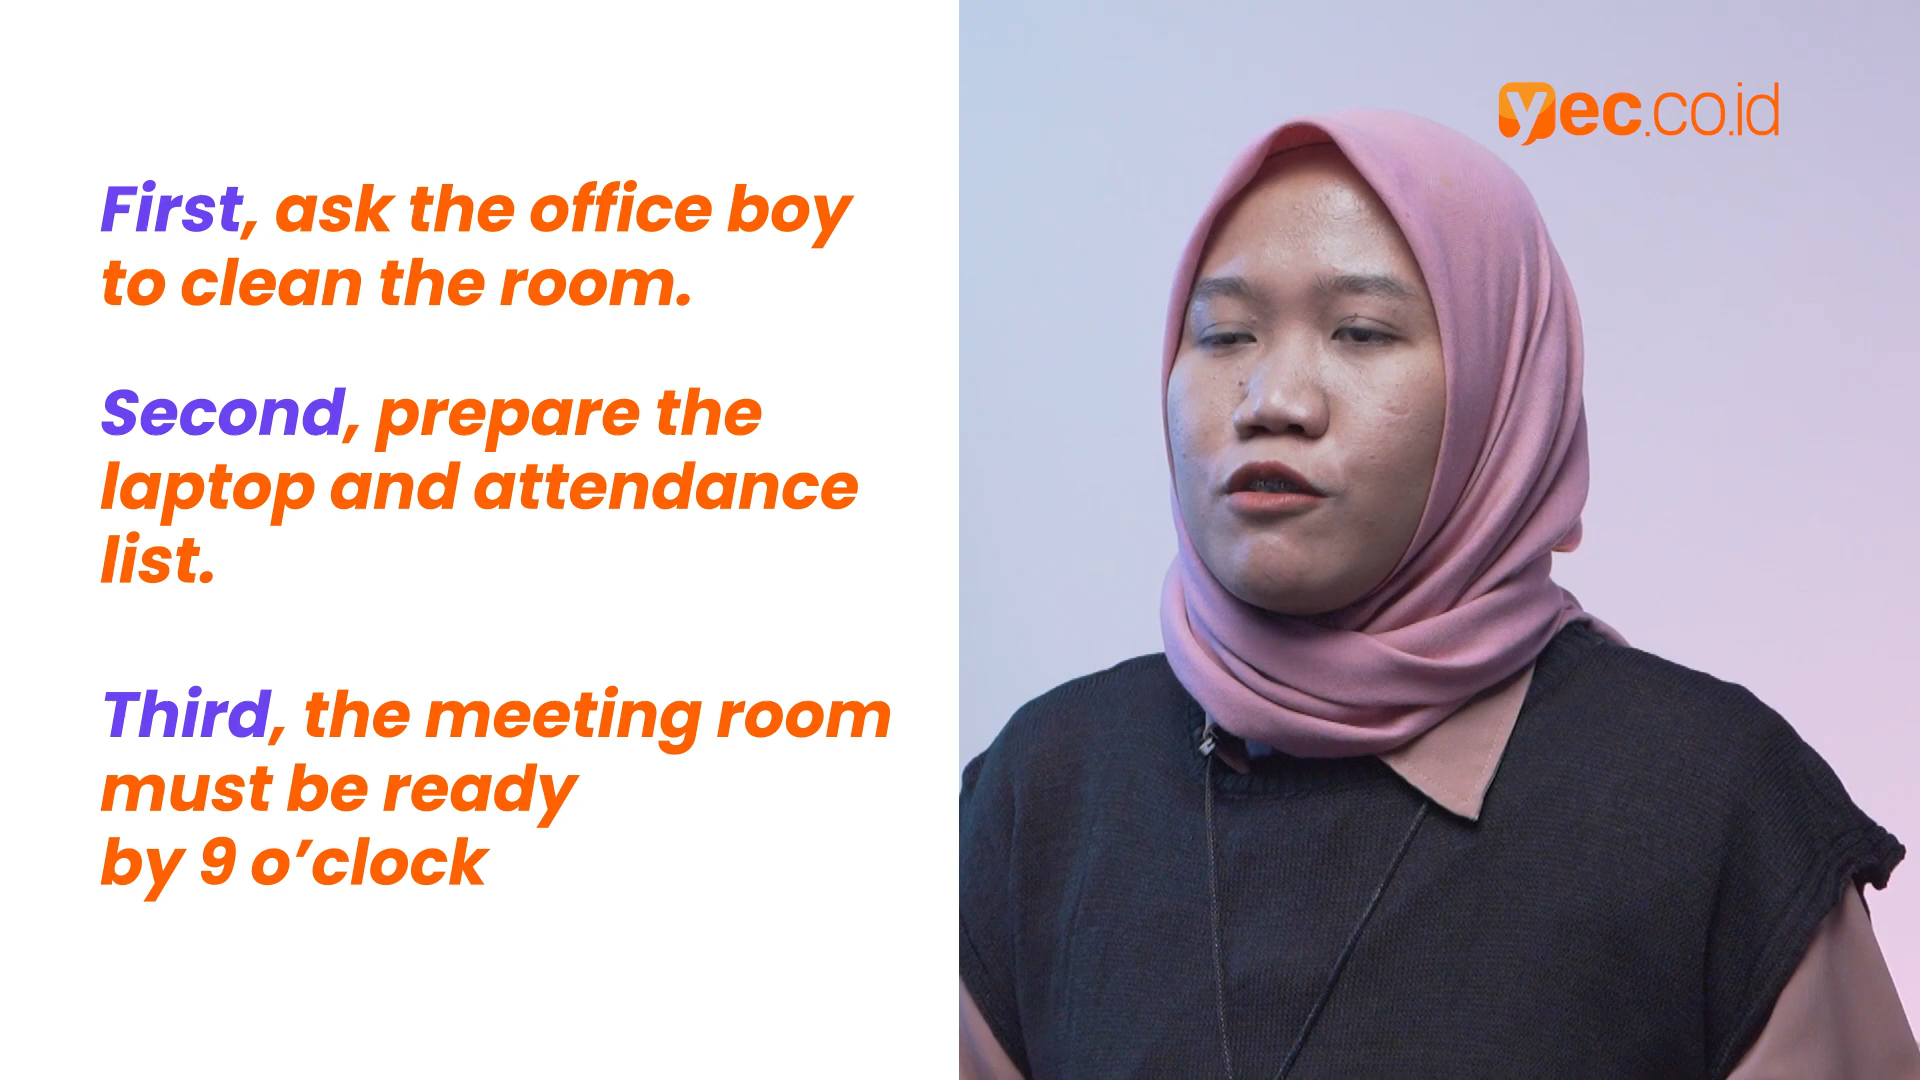 First, ask the office boy
to clean the room.
Second, prepare the
laptop and attendance
list.
Third, the meeting room
must be ready
by 9 o’clock
yec.co.id